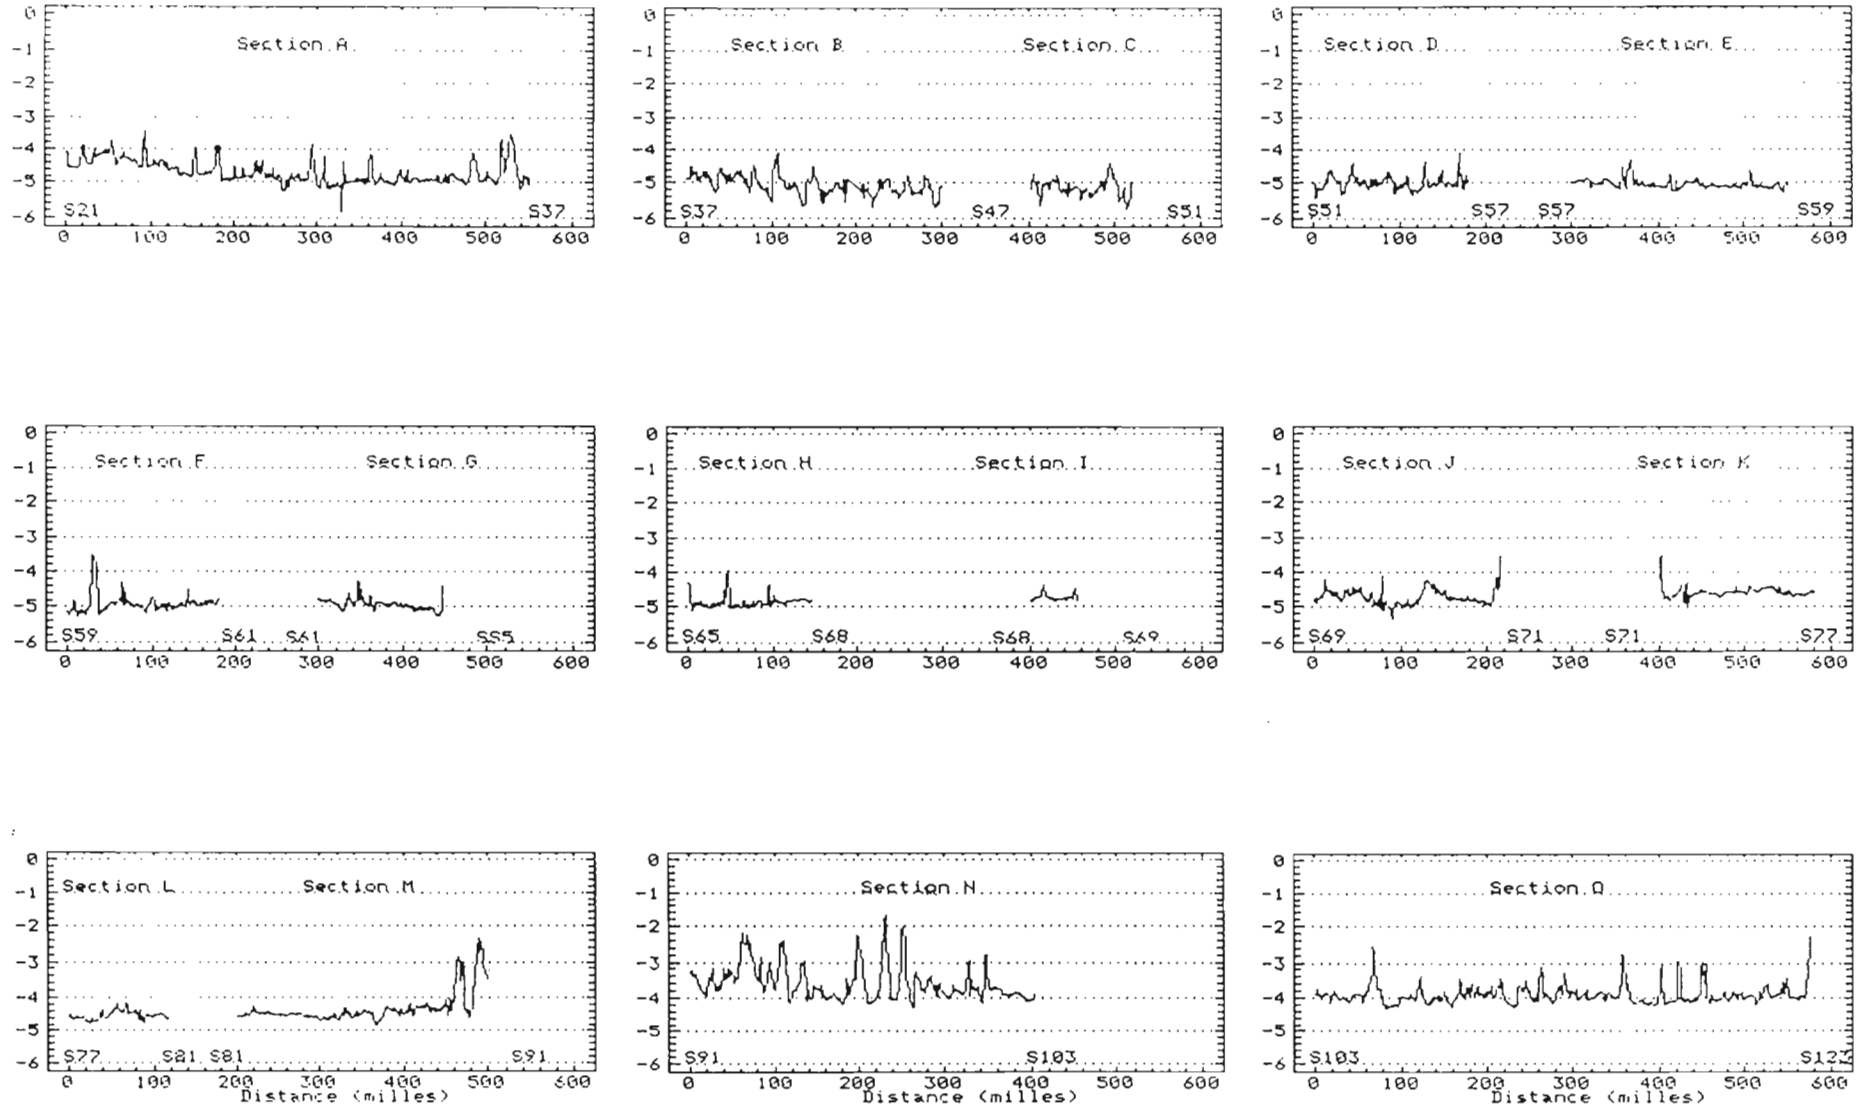 0
-1
-2
-3
-4
-5
-6
Section A
S21 S37
0 100 200 300 400 500 600
0
-1
-2
-3
-4
-5
-6
Section B Section C
S37 S47 S51
0 100 200 300 400 500 600
0
-1
-2
-3
-4
-5
-6
Section D Section E
S51 S57 S57 S59
0 100 200 300 400 500 600
0
-1
-2
-3
-4
-5
-6
Section F Section G
S59 S61 S61 SS5
0 100 200 300 400 500 600
0
-1
-2
-3
-4
-5
-6
Section H Section I
S65 S68 S68 S69
0 100 200 300 400 500 600
0
-1
-2
-3
-4
-5
-6
Section J Section K
S69 S71 S71 S77
0 100 200 300 400 500 600
0
-1
-2
-3
-4
-5
-6
Section L Section M
S77 S81 S81 S91
0 100 200 300 400 500 600
Distance (milles)
0
-1
-2
-3
-4
-5
-6
Section N
S91 S103
0 100 200 300 400 500 600
Distance (milles)
0
-1
-2
-3
-4
-5
-6
Section O
S103 S123
0 100 200 300 400 500 600
Distance (milles)